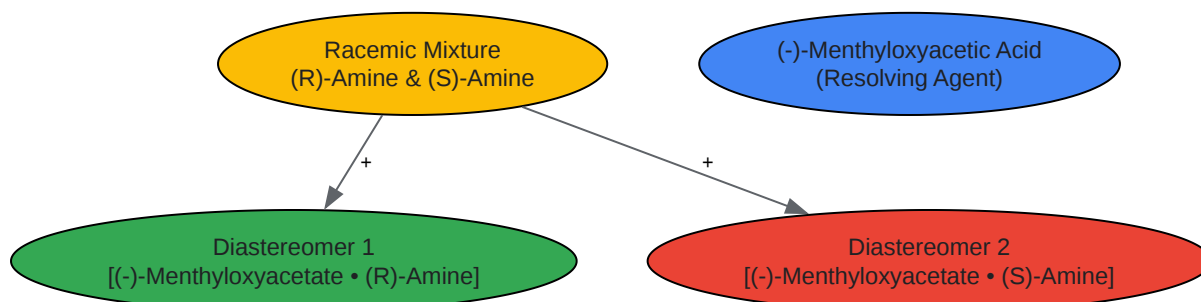 Racemic Mixture
(R)-Amine & (S)-Amine
(-)-Menthyloxyacetic Acid
(Resolving Agent)
+
+
Diastereomer 1
[(-)-Menthyloxyacetate • (R)-Amine]
Diastereomer 2
[(-)-Menthyloxyacetate • (S)-Amine]